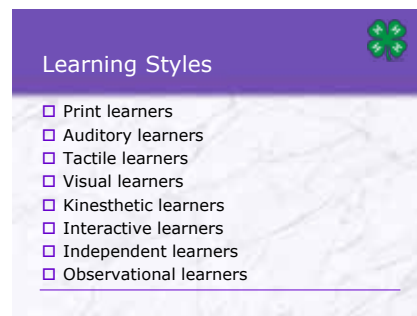 Learning Styles
Print learners
Auditory learners
Tactile learners
Visual learners
Kinesthetic learners
Interactive learners
Independent learners
Observational learners